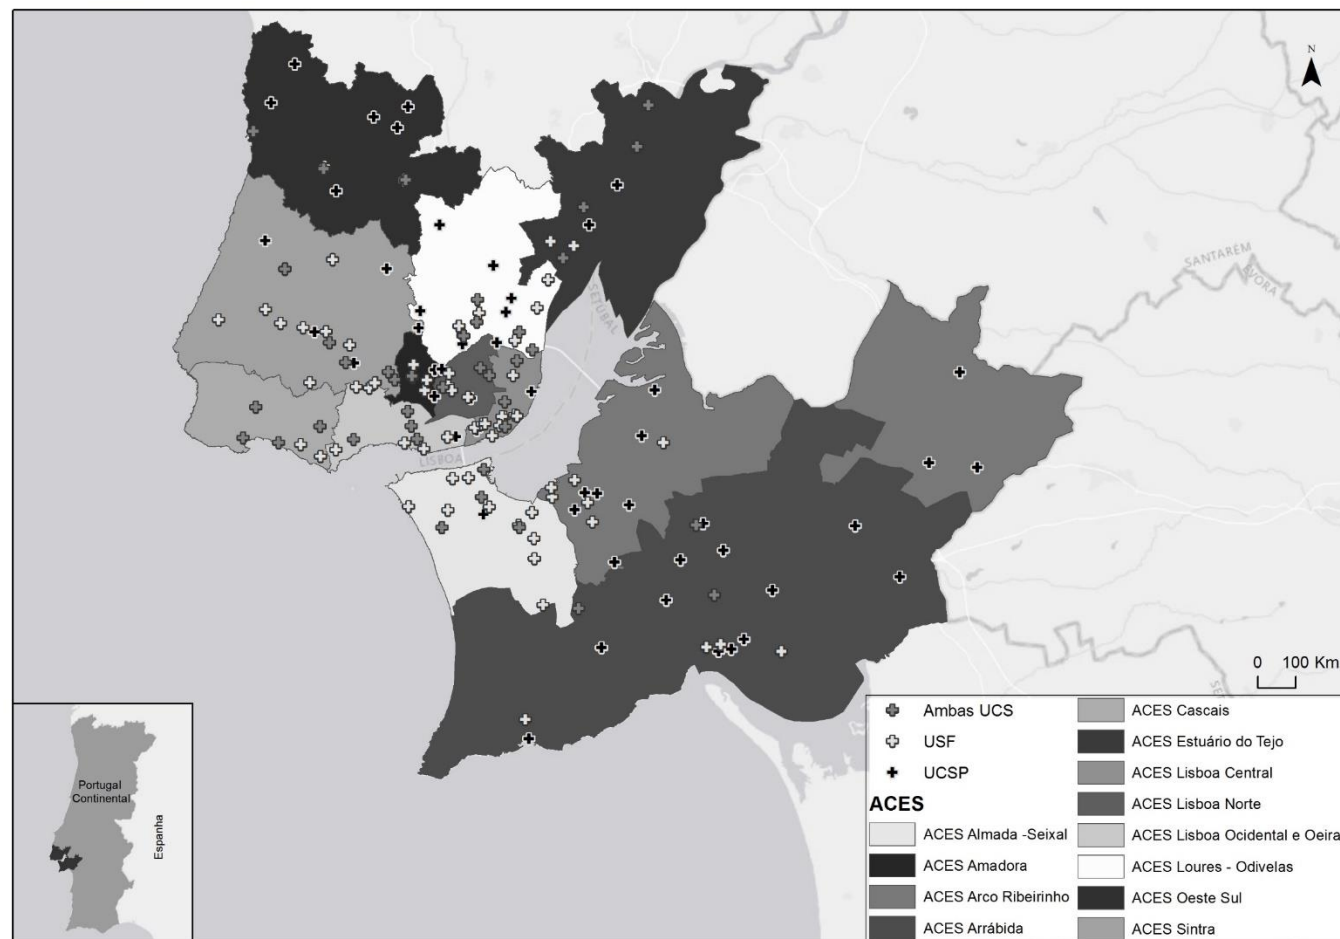 N
SANTARÉM
ÉVORA
SETÚBAL
LISBOA
0 100 Km
Portugal
Continental
Espanha
Ambas UCS
USF
UCSP
ACES
ACES Almada -Seixal
ACES Amadora
ACES Arco Ribeirinho
ACES Arrábida
ACES Cascais
ACES Estuário do Tejo
ACES Lisboa Central
ACES Lisboa Norte
ACES Lisboa Ocidental e Oeira
ACES Loures - Odivelas
ACES Oeste Sul
ACES Sintra